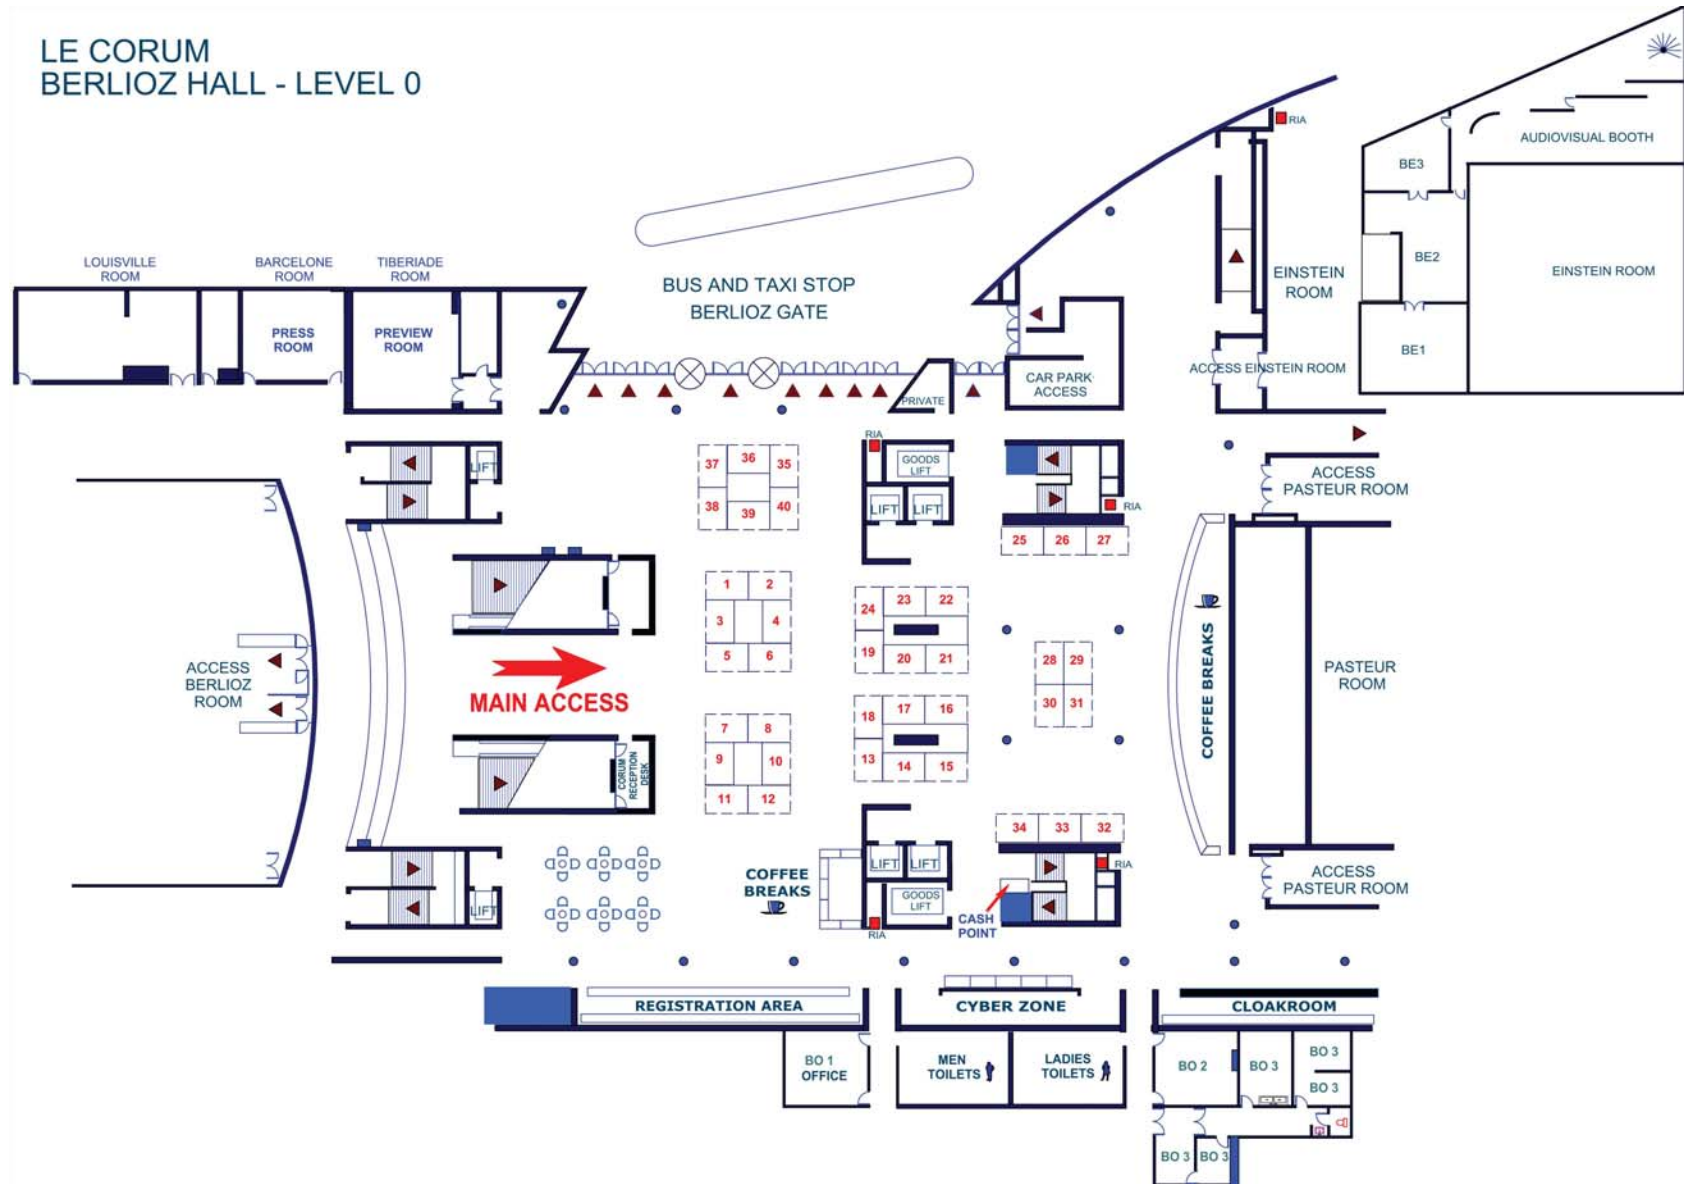 LE CORUM
BERLIOZ HALL - LEVEL 0
RIA
AUDIOVISUAL BOOTH
BE3
LOUISVILLE
ROOM
BARCELONE
ROOM
TIBERIADE
ROOM
BUS AND TAXI STOP
BERLIOZ GATE
EINSTEIN
ROOM
BE2
EINSTEIN ROOM
PRESS
ROOM
PREVIEW
ROOM
BE1
ACCESS EINSTEIN ROOM
CAR PARK
ACCESS
PRIVATE
RIA
37
36
35
GOODS
LIFT
LIFT
ACCESS
PASTEUR ROOM
38
39
40
LIFT
LIFT
RIA
25
26
27
1
2
3
4
5
6
24
23
22
19
20
21
COFFEE BREAKS
28
29
30
31
ACCESS
BERLIOZ
ROOM
MAIN ACCESS
PASTEUR
ROOM
7
8
9
10
11
12
18
17
16
13
14
15
CORUM
RECEPTION
DESK
34
33
32
LIFT
LIFT
RIA
COFFEE
BREAKS
GOODS
LIFT
LIFT
ACCESS
PASTEUR ROOM
CASH
POINT
RIA
REGISTRATION AREA
CYBER ZONE
CLOAKROOM
BO 1
OFFICE
MEN
TOILETS
LADIES
TOILETS
BO 2
BO 3
BO 3
BO 3
BO 3
BO 3